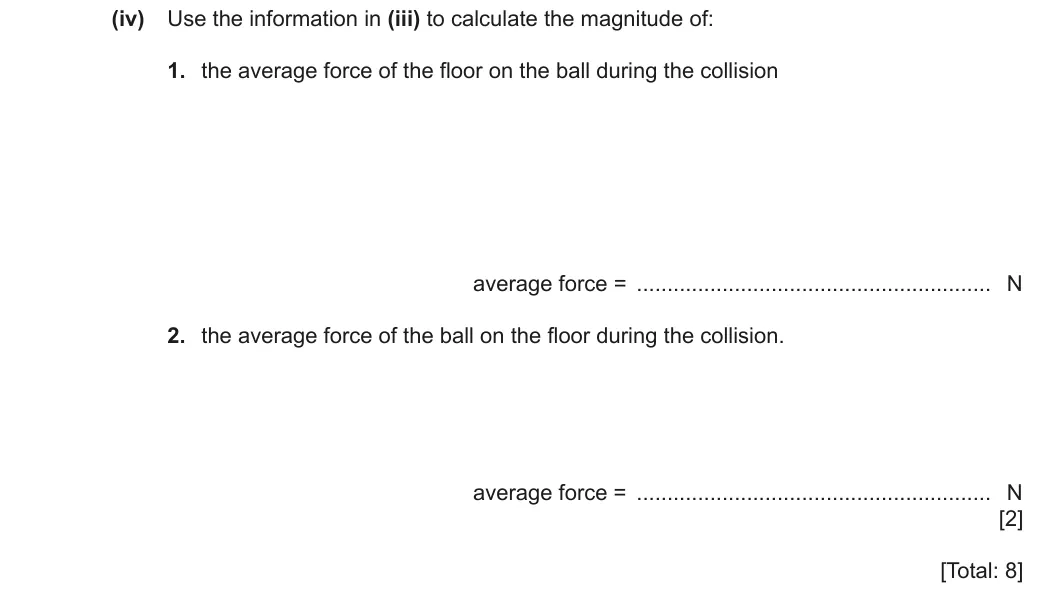 (iv) Use the information in (iii) to calculate the magnitude of:
1. the average force of the floor on the ball during the collision
average force = .......................................................... N
2. the average force of the ball on the floor during the collision.
average force = .......................................................... N
[2]
[Total: 8]